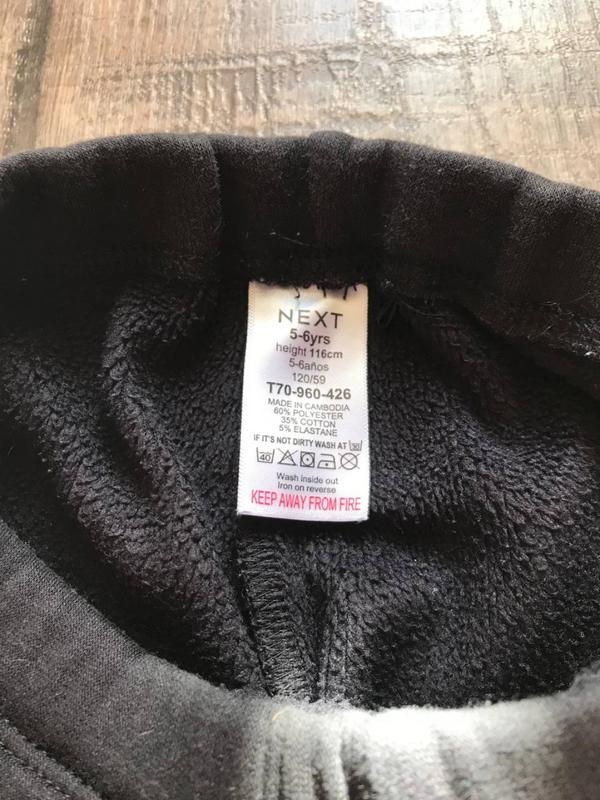 NEXT
5-6yrs
height 116cm
5-6años
120/59
T70-960-426
MADE IN CAMBODIA
60% POLYESTER
35% COTTON
5% ELASTANE
IF IT'S NOT DIRTY WASH AT 30
40
Wash inside out
Iron on reverse
KEEP AWAY FROM FIRE